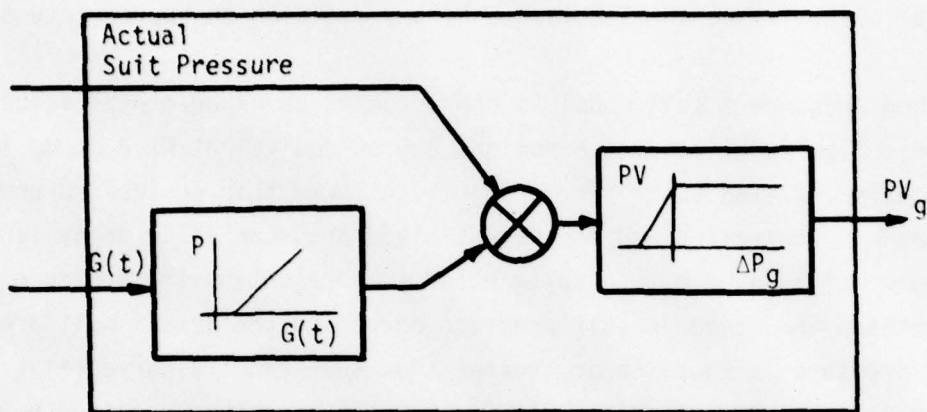 Actual
Suit Pressure
G(t)
P
G(t)
PV
ΔP_g
PV_g